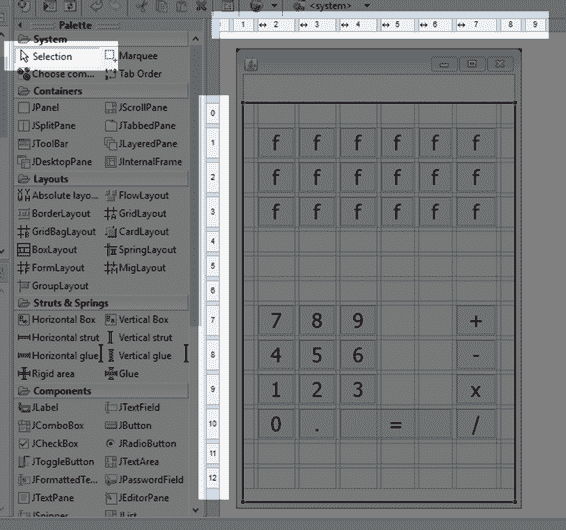 <system>
Palette
1 2 3 4 5 6 7 8 9
System
Selection Marquee
Choose com... Tab Order
Containers
JPanel JScrollPane
JSplitPane JTabbedPane
JToolBar JLayeredPane
JDesktopPane JInternalFrame
Layouts
Absolute layo... FlowLayout
BorderLayout GridLayout
GridBagLayout CardLayout
BoxLayout SpringLayout
FormLayout MigLayout
GroupLayout
Struts & Springs
Horizontal Box Vertical Box
Horizontal strut Vertical strut
Horizontal glue Vertical glue
Rigid area Glue
Components
JLabel JTextField
JComboBox JButton
JCheckBox JRadioButton
JToggleButton JTextArea
JFormattedTe... JPasswordField
JTextPane JEditorPane
JSpinner JList
0
1 f f f f f f
2 f f f f f f
3 f f f f f f
4
5
6
7 7 8 9 +
8 4 5 6 -
9 1 2 3 x
10 0 . = /
11
12